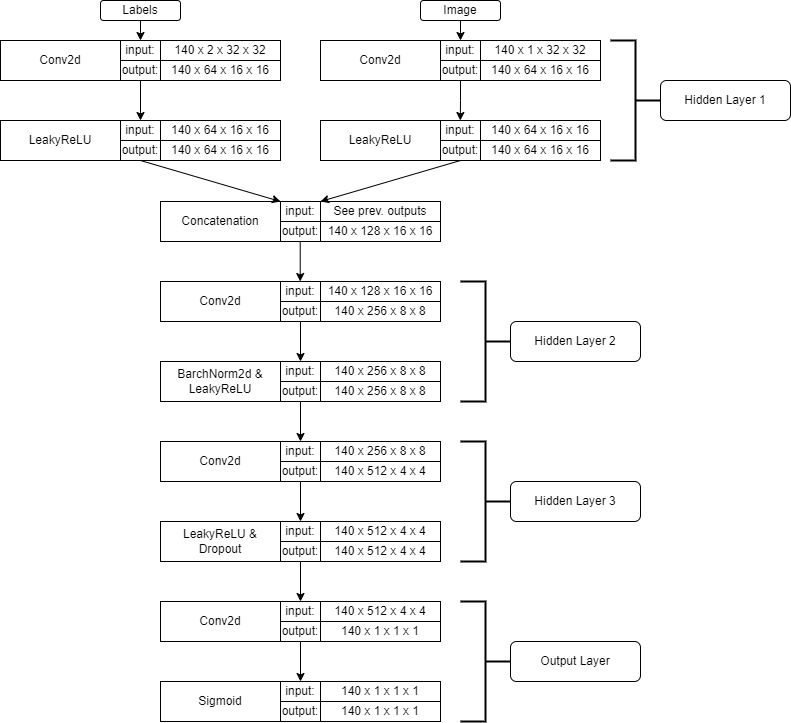 Labels
Image
Conv2d
input:
140 x 2 x 32 x 32
output:
140 x 64 x 16 x 16
Conv2d
input:
140 x 1 x 32 x 32
output:
140 x 64 x 16 x 16
Hidden Layer 1
LeakyReLU
input:
140 x 64 x 16 x 16
output:
140 x 64 x 16 x 16
LeakyReLU
input:
140 x 64 x 16 x 16
output:
140 x 64 x 16 x 16
Concatenation
input:
See prev. outputs
output:
140 x 128 x 16 x 16
Conv2d
input:
140 x 128 x 16 x 16
output:
140 x 256 x 8 x 8
Hidden Layer 2
BarchNorm2d &
LeakyReLU
input:
140 x 256 x 8 x 8
output:
140 x 256 x 8 x 8
Conv2d
input:
140 x 256 x 8 x 8
output:
140 x 512 x 4 x 4
Hidden Layer 3
LeakyReLU &
Dropout
input:
140 x 512 x 4 x 4
output:
140 x 512 x 4 x 4
Conv2d
input:
140 x 512 x 4 x 4
output:
140 x 1 x 1 x 1
Output Layer
Sigmoid
input:
140 x 1 x 1 x 1
output:
140 x 1 x 1 x 1